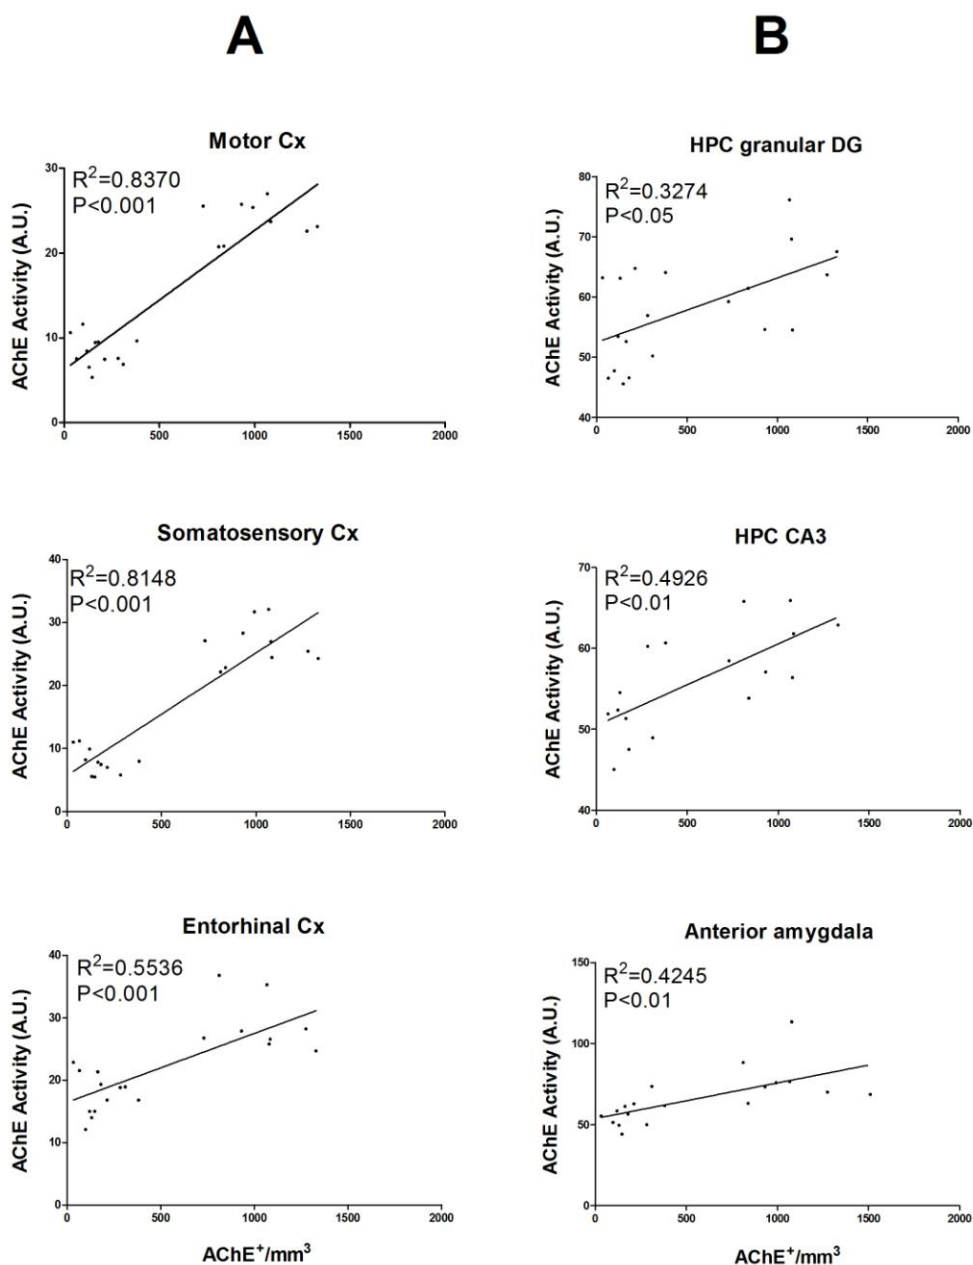 A
B
Motor Cx
R²=0.8370
P<0.001
AChE Activity (A.U.)
30
20
10
0
0 500 1000 1500 2000
HPC granular DG
R²=0.3274
P<0.05
AChE Activity (A.U.)
80
70
60
50
40
0 500 1000 1500 2000
Somatosensory Cx
R²=0.8148
P<0.001
AChE Activity (A.U.)
40
30
20
10
0
0 500 1000 1500 2000
HPC CA3
R²=0.4926
P<0.01
AChE Activity (A.U.)
70
60
50
40
0 500 1000 1500 2000
Entorhinal Cx
R²=0.5536
P<0.001
AChE Activity (A.U.)
40
30
20
10
0
0 500 1000 1500 2000
AChE⁺/mm³
Anterior amygdala
R²=0.4245
P<0.01
AChE Activity (A.U.)
150
100
50
0
0 500 1000 1500 2000
AChE⁺/mm³